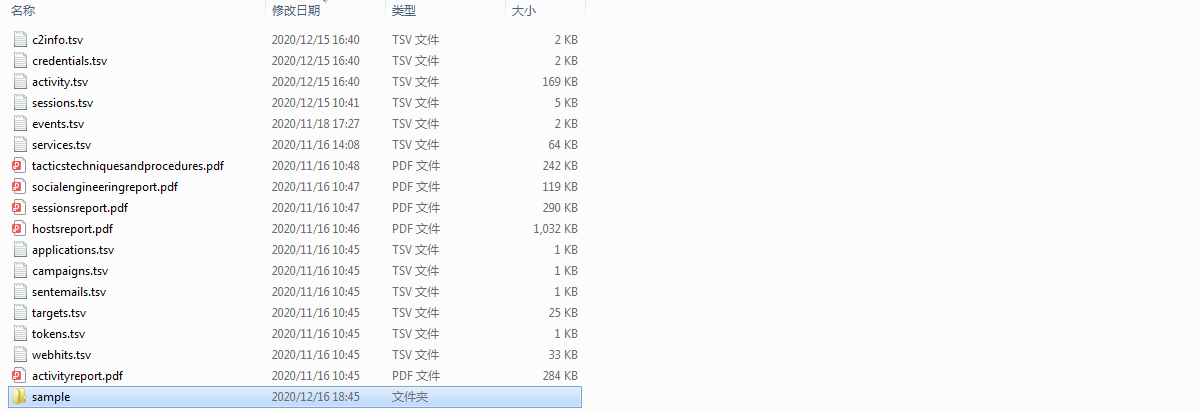 名称 修改日期 类型 大小
c2info.tsv 2020/12/15 16:40 TSV 文件 2 KB
credentials.tsv 2020/12/15 16:40 TSV 文件 2 KB
activity.tsv 2020/12/15 16:40 TSV 文件 169 KB
sessions.tsv 2020/12/15 10:41 TSV 文件 5 KB
events.tsv 2020/11/18 17:27 TSV 文件 2 KB
services.tsv 2020/11/16 14:08 TSV 文件 64 KB
tacticstechniquesandprocedures.pdf 2020/11/16 10:48 PDF 文件 242 KB
socialengineeringreport.pdf 2020/11/16 10:47 PDF 文件 119 KB
sessionsreport.pdf 2020/11/16 10:47 PDF 文件 290 KB
hostsreport.pdf 2020/11/16 10:46 PDF 文件 1,032 KB
applications.tsv 2020/11/16 10:45 TSV 文件 1 KB
campaigns.tsv 2020/11/16 10:45 TSV 文件 1 KB
sentemails.tsv 2020/11/16 10:45 TSV 文件 1 KB
targets.tsv 2020/11/16 10:45 TSV 文件 25 KB
tokens.tsv 2020/11/16 10:45 TSV 文件 1 KB
webhits.tsv 2020/11/16 10:45 TSV 文件 33 KB
activityreport.pdf 2020/11/16 10:45 PDF 文件 284 KB
sample 2020/12/16 18:45 文件夹